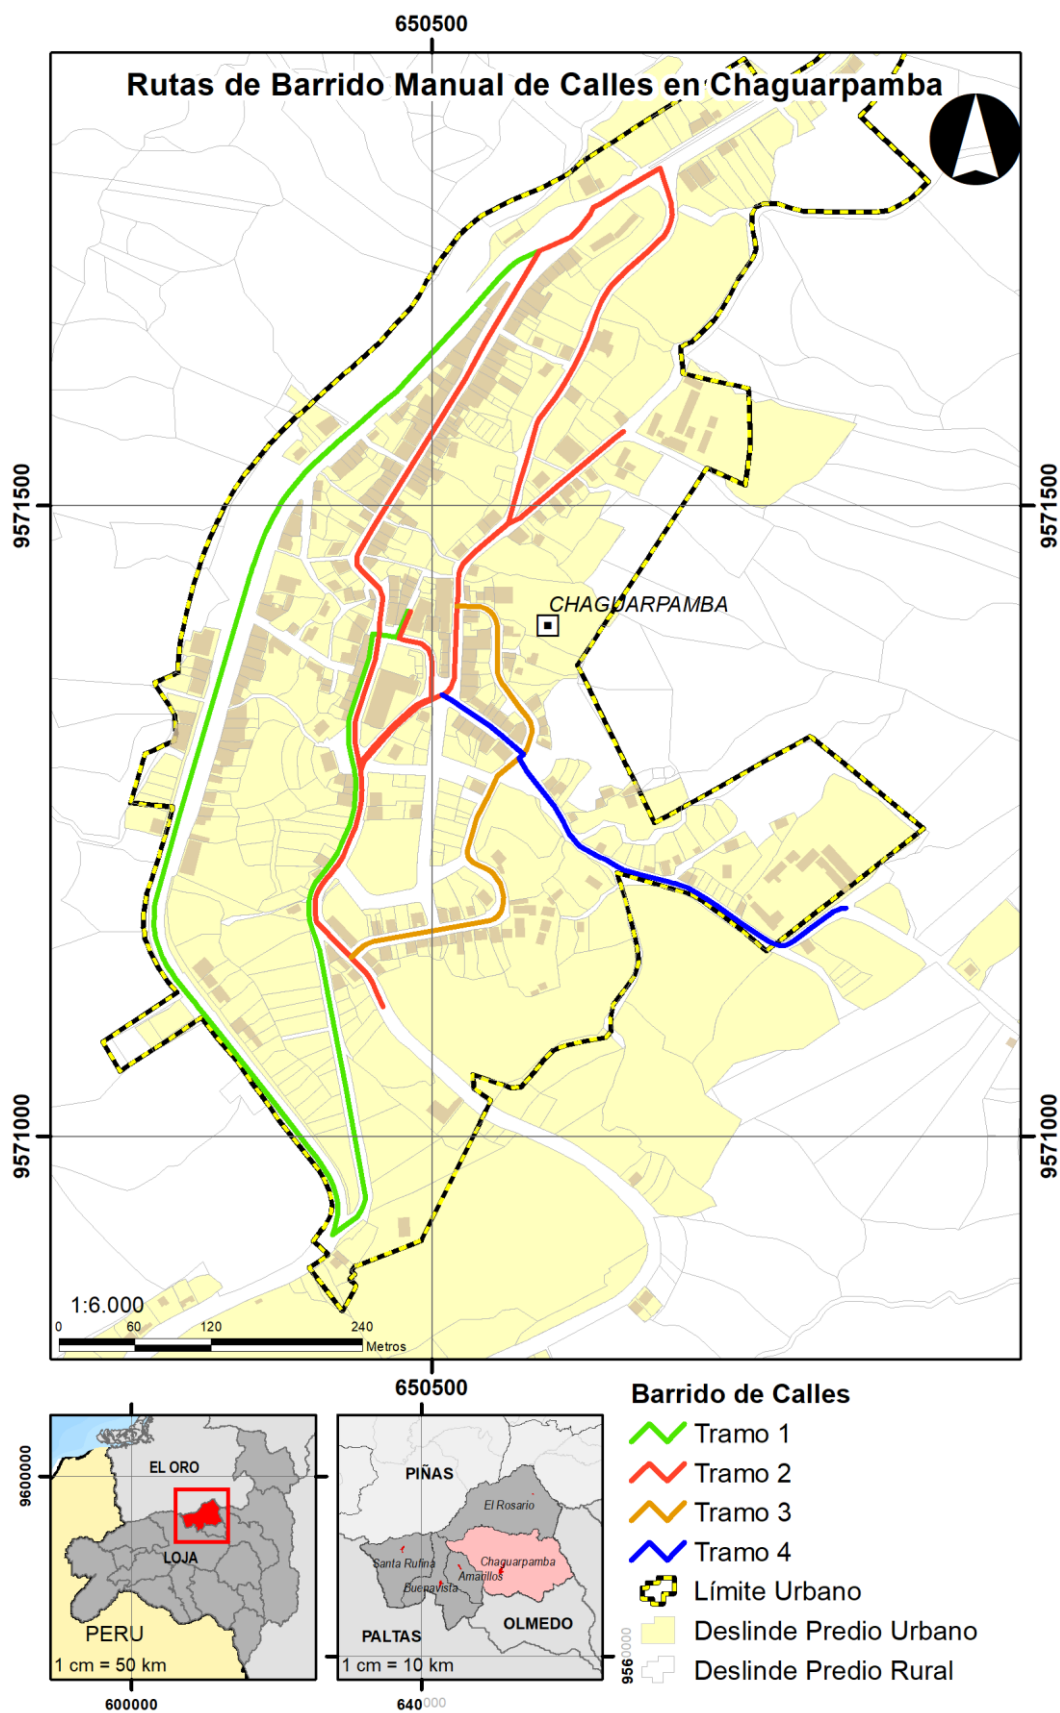 650500
Rutas de Barrido Manual de Calles en Chaguarpamba
9571500
9571500
CHAGUARPAMBA
9571000
9571000
1:6.000
0 60 120 240
Metros
650500
Barrido de Calles
Tramo 1
Tramo 2
Tramo 3
Tramo 4
Límite Urbano
Deslinde Predio Urbano
Deslinde Predio Rural
9600000
EL ORO
LOJA
PERU
1 cm = 50 km
600000
PIÑAS
El Rosario
Santa Rufina
Chaguarpamba
Amarillos
Buenavista
OLMEDO
PALTAS
1 cm = 10 km
9560000
640000